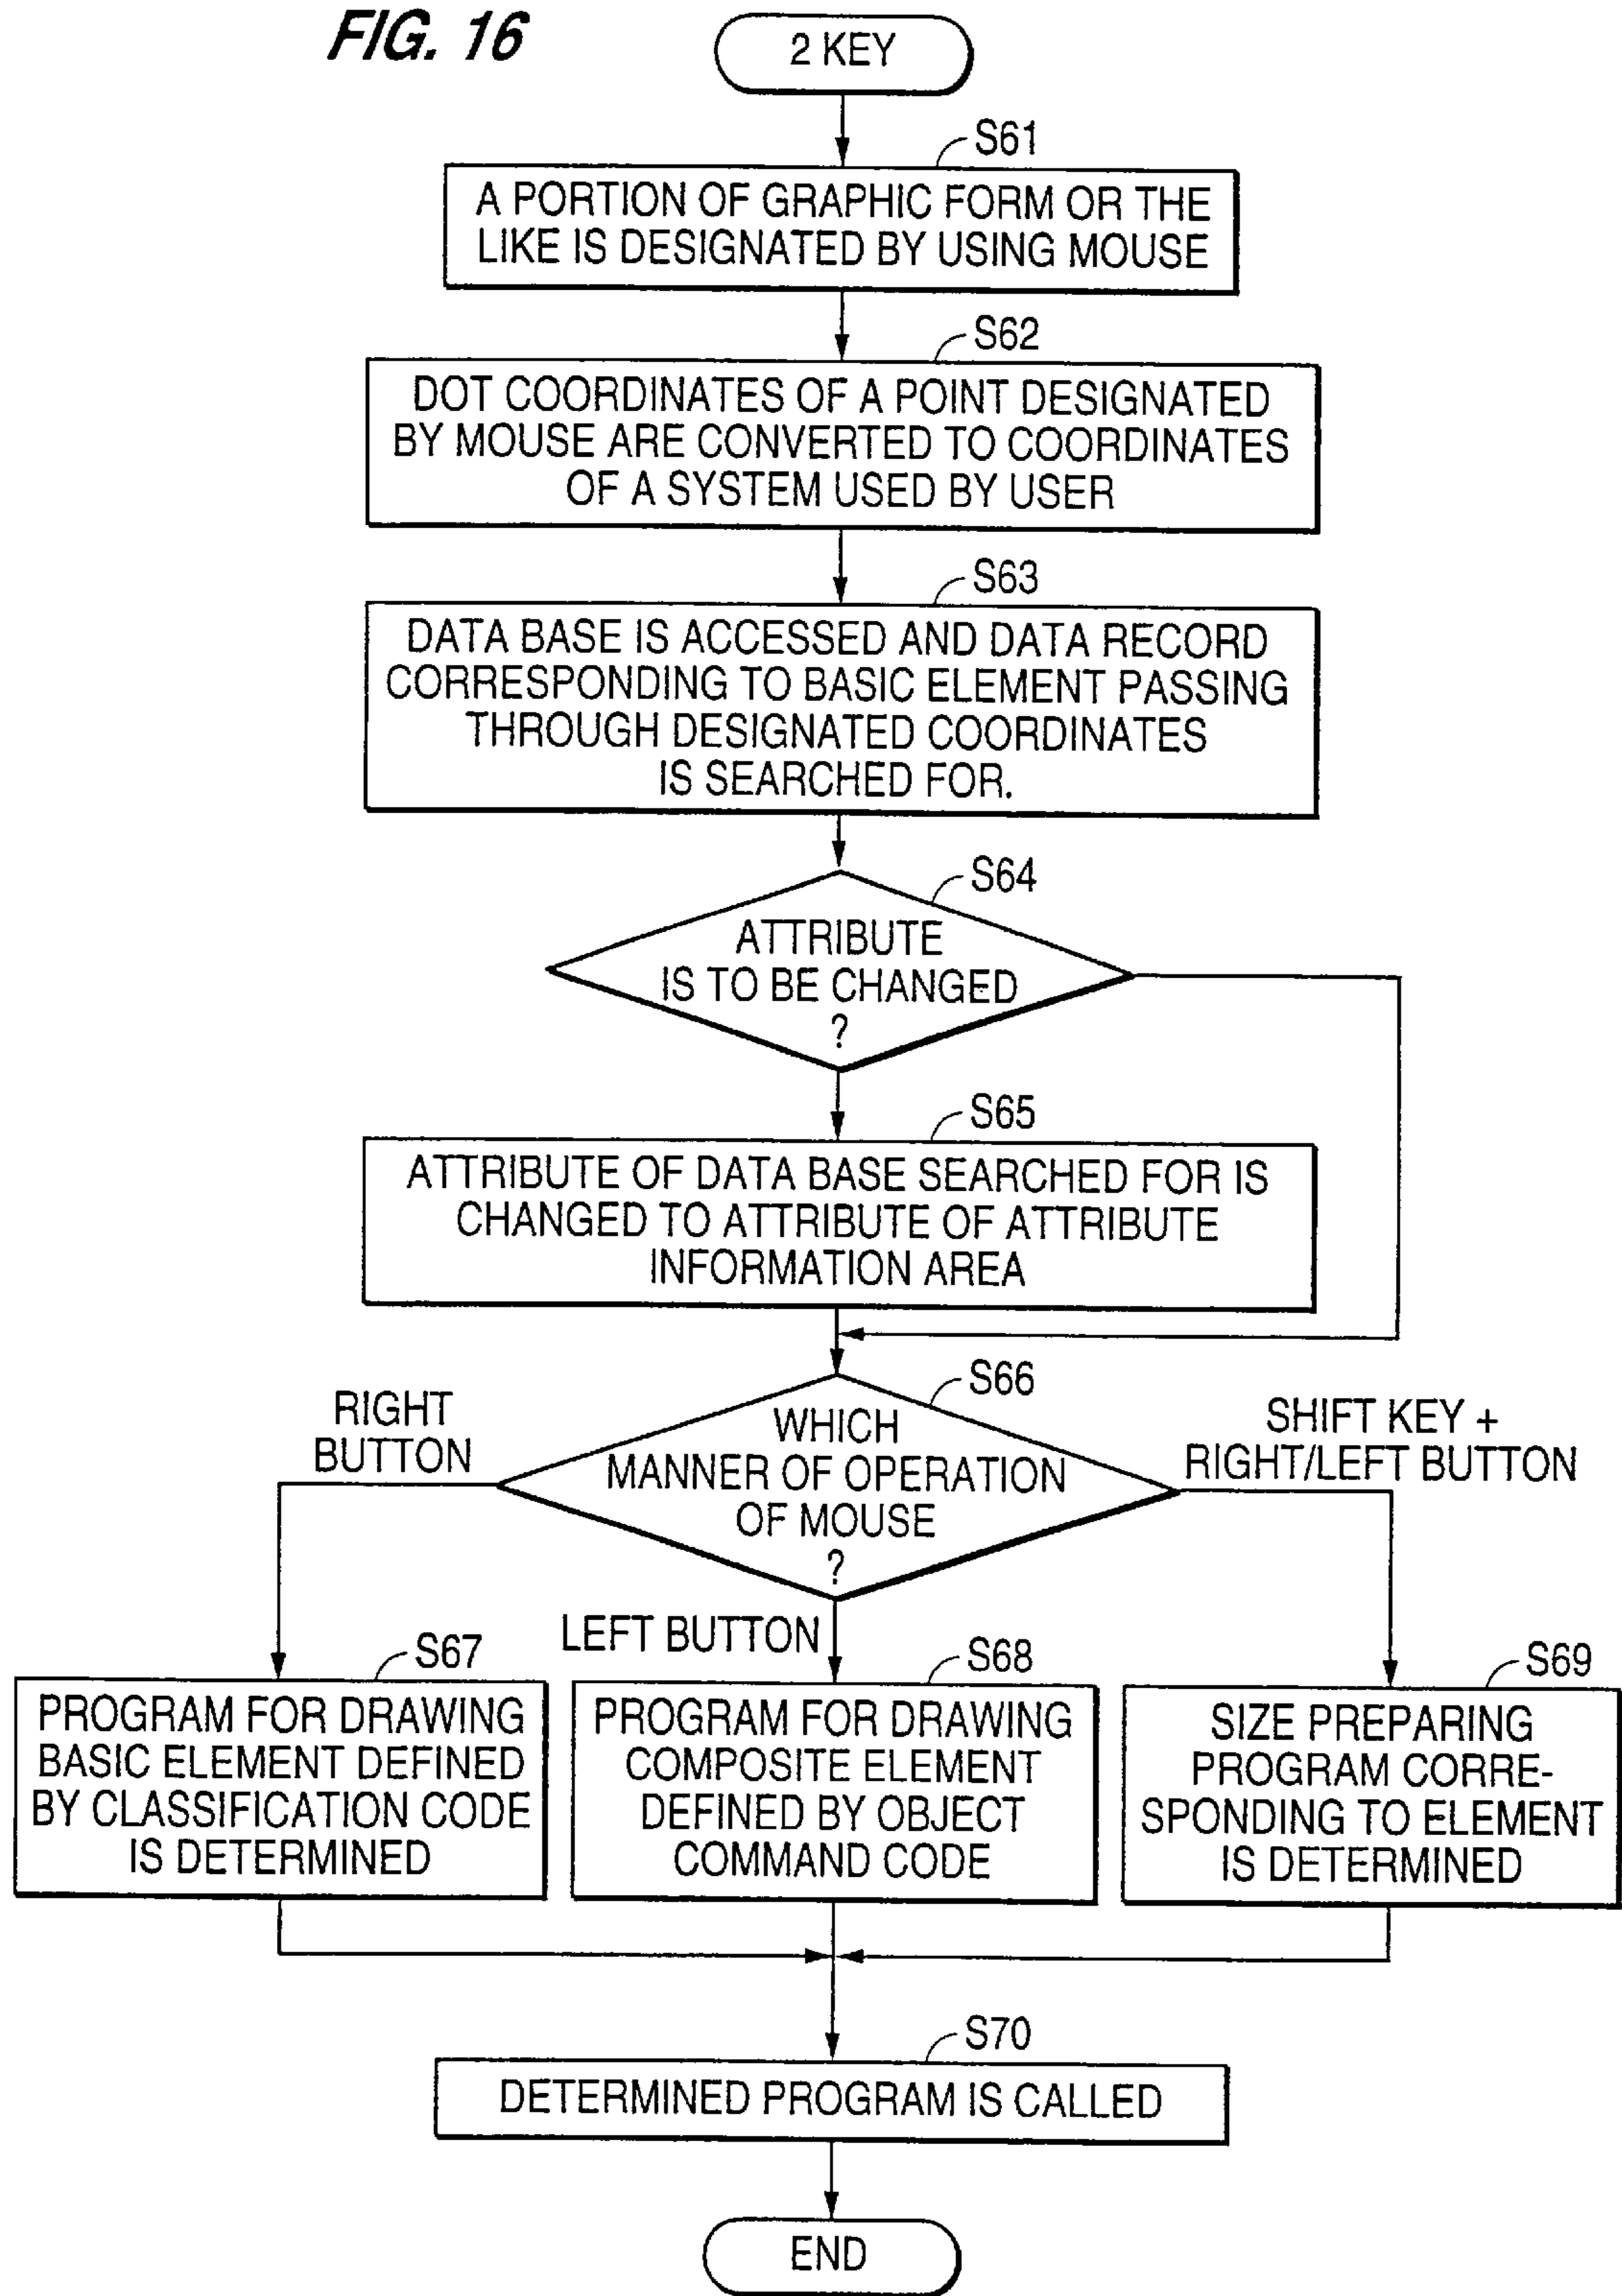 FIG. 16
2 KEY
S61
A PORTION OF GRAPHIC FORM OR THE
LIKE IS DESIGNATED BY USING MOUSE
S62
DOT COORDINATES OF A POINT DESIGNATED
BY MOUSE ARE CONVERTED TO COORDINATES
OF A SYSTEM USED BY USER
S63
DATA BASE IS ACCESSED AND DATA RECORD
CORRESPONDING TO BASIC ELEMENT PASSING
THROUGH DESIGNATED COORDINATES
IS SEARCHED FOR.
S64
ATTRIBUTE
IS TO BE CHANGED
?
S65
ATTRIBUTE OF DATA BASE SEARCHED FOR IS
CHANGED TO ATTRIBUTE OF ATTRIBUTE
INFORMATION AREA
S66
WHICH
MANNER OF OPERATION
OF MOUSE
?
RIGHT
BUTTON
SHIFT KEY +
RIGHT/LEFT BUTTON
LEFT BUTTON
S67
PROGRAM FOR DRAWING
BASIC ELEMENT DEFINED
BY CLASSIFICATION CODE
IS DETERMINED
S68
PROGRAM FOR DRAWING
COMPOSITE ELEMENT
DEFINED BY OBJECT
COMMAND CODE
S69
SIZE PREPARING
PROGRAM CORRE-
SPONDING TO ELEMENT
IS DETERMINED
S70
DETERMINED PROGRAM IS CALLED
END